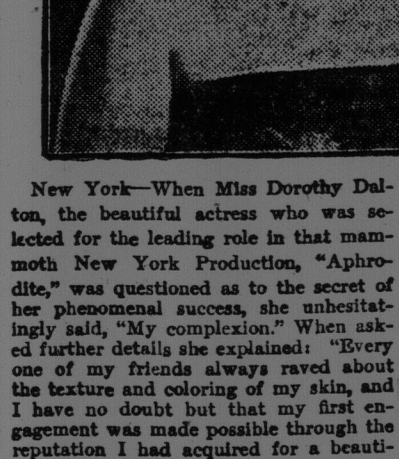 New York—When Miss Dorothy Dal-
ton, the beautiful actress who was se-
lected for the leading role in that mam-
moth New York Production, "Aphro-
dite," was questioned as to the secret of
her phenomenal success, she unhesitat-
ingly said, "My complexion." When ask-
ed further details she explained: "Every
one of my friends always raved about
the texture and coloring of my skin, and
I have no doubt but that my first en-
gagement was made possible through the
reputation I had acquired for a beauti-